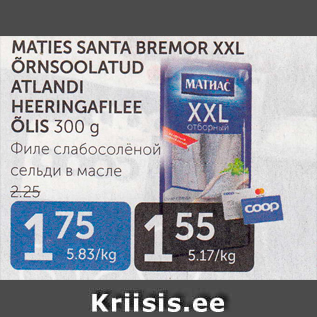 MATIES SANTA BREMOR XXL
ÕRNSOOLATUD
ATLANDI
HEERINGAFILEE
ÕLIS 300 g
Филе слабосолёной
сельди в масле
2.25
МАТИАС
XXL
отборный
1 75
5.83/kg
1 55
5.17/kg
coop
Kriisis.ee